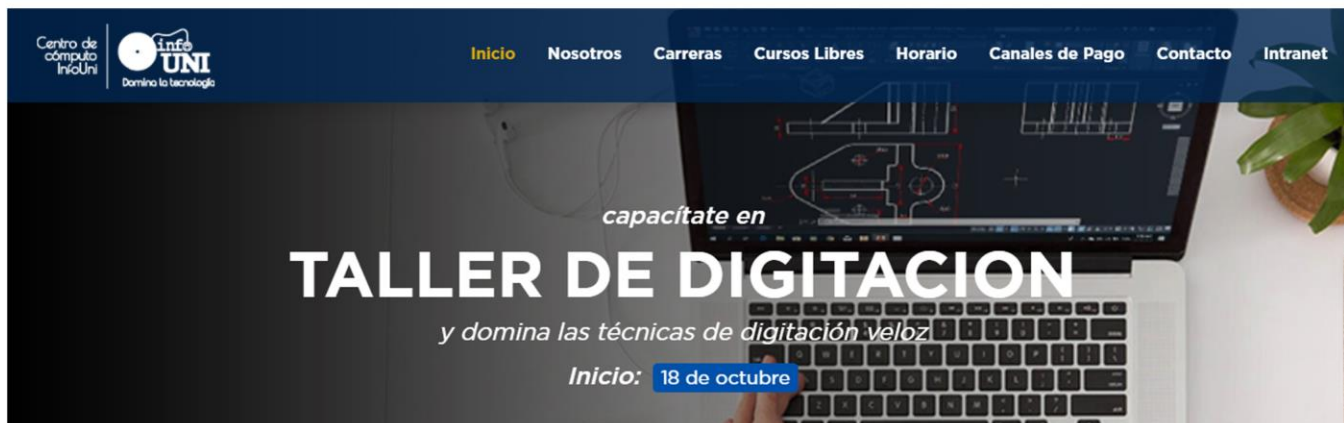 Centro de
cómputo
InfoUni
info
UNI
Domina la tecnología
Inicio Nosotros Carreras Cursos Libres Horario Canales de Pago Contacto Intranet
capacítate en
TALLER DE DIGITACION
y domina las técnicas de digitación veloz
Inicio: 18 de octubre